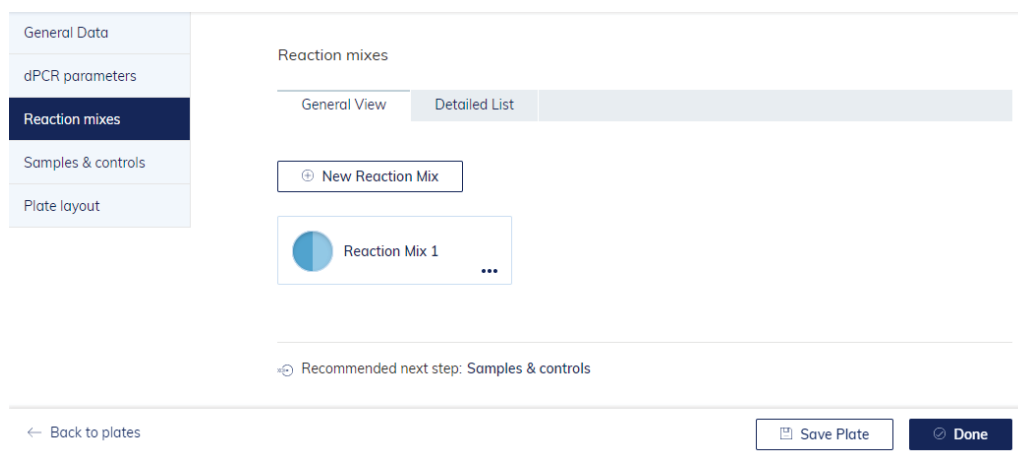 General Data
dPCR parameters
Reaction mixes
Samples & controls
Plate layout
Reaction mixes
General View
Detailed List
New Reaction Mix
Reaction Mix 1
Recommended next step: Samples & controls
Back to plates
Save Plate
Done